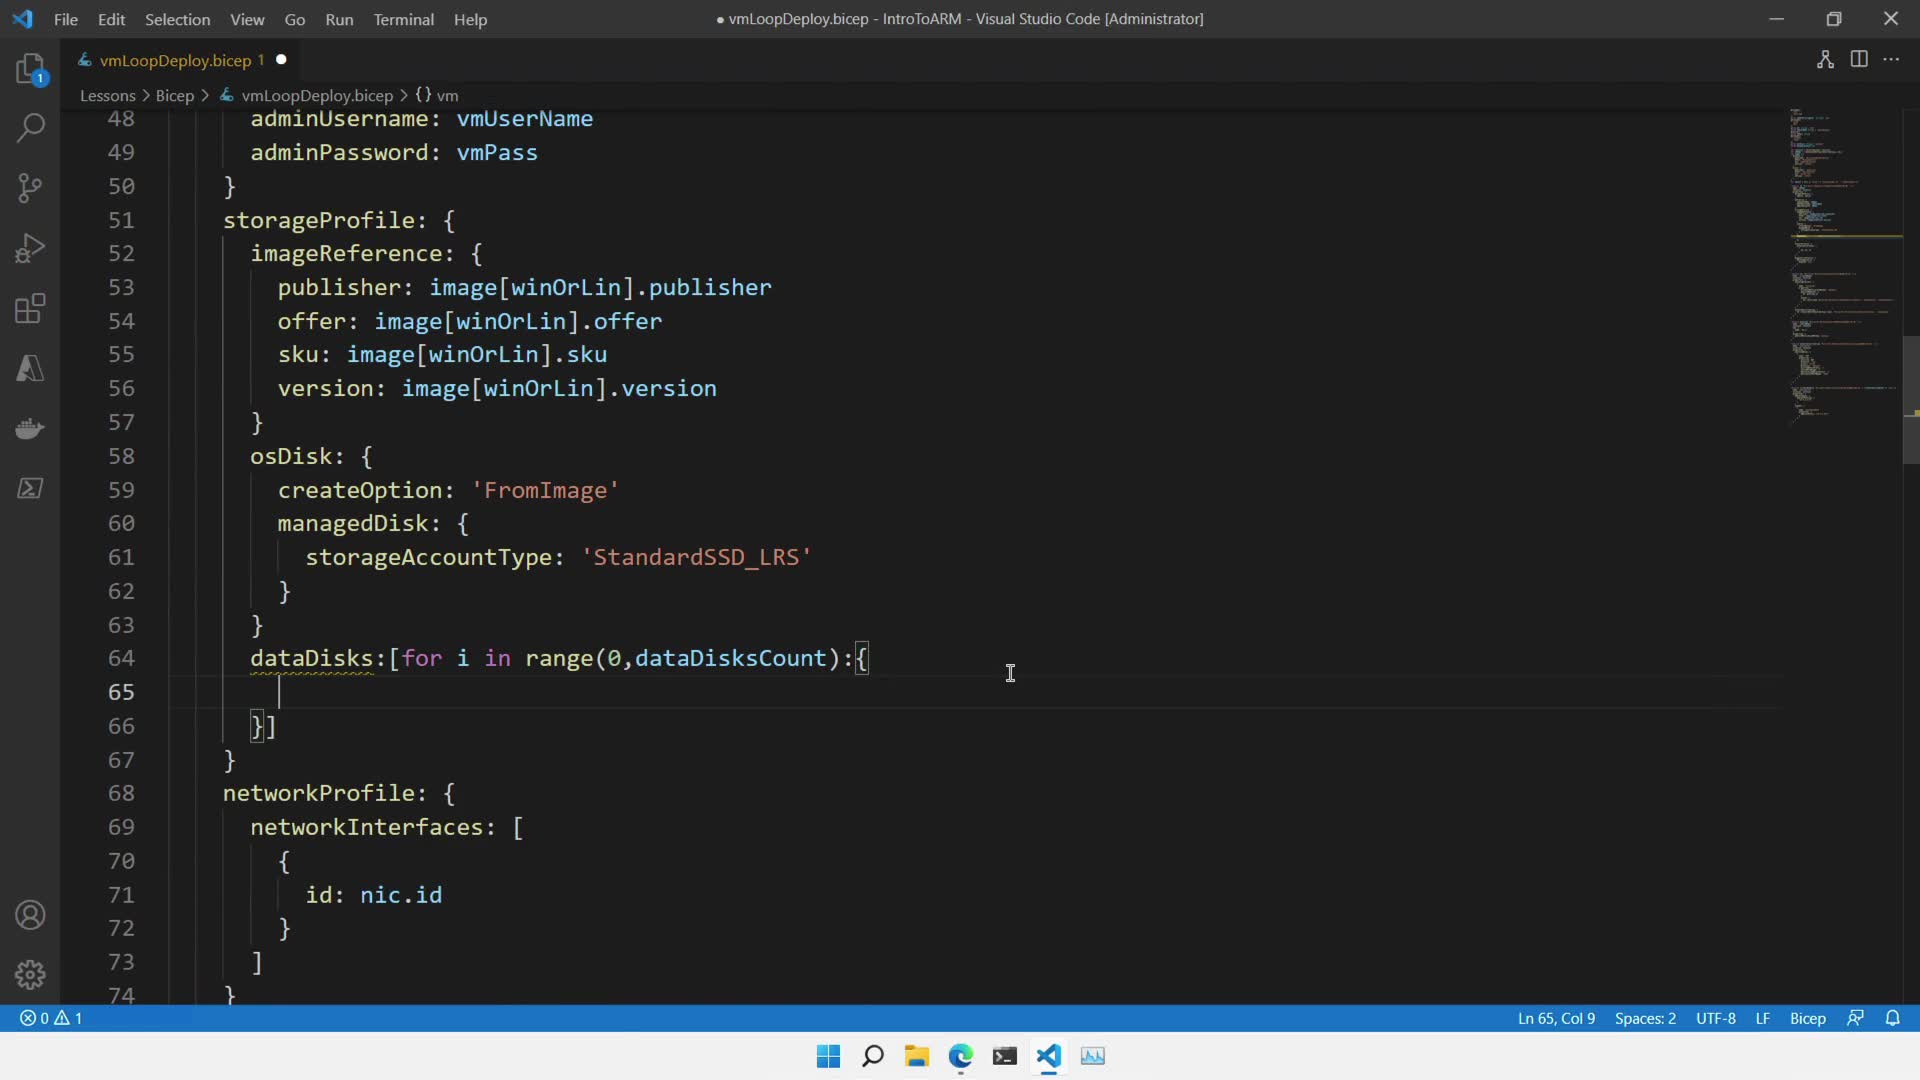 File Edit Selection View Go Run Terminal Help
● vmLoopDeploy.bicep - IntroToARM - Visual Studio Code [Administrator]
vmLoopDeploy.bicep 1 ●
1
Lessons > Bicep > vmLoopDeploy.bicep > {} vm
48 adminUsername: vmUserName
49 adminPassword: vmPass
50 }
51 storageProfile: {
52 imageReference: {
53 publisher: image[winOrLin].publisher
54 offer: image[winOrLin].offer
55 sku: image[winOrLin].sku
56 version: image[winOrLin].version
57 }
58 osDisk: {
59 createOption: 'FromImage'
60 managedDisk: {
61 storageAccountType: 'StandardSSD_LRS'
62 }
63 }
64 dataDisks:[for i in range(0,dataDisksCount):{
65
66 }]
67 }
68 networkProfile: {
69 networkInterfaces: [
70 {
71 id: nic.id
72 }
73 ]
74 }
0 1
Ln 65, Col 9 Spaces: 2 UTF-8 LF Bicep